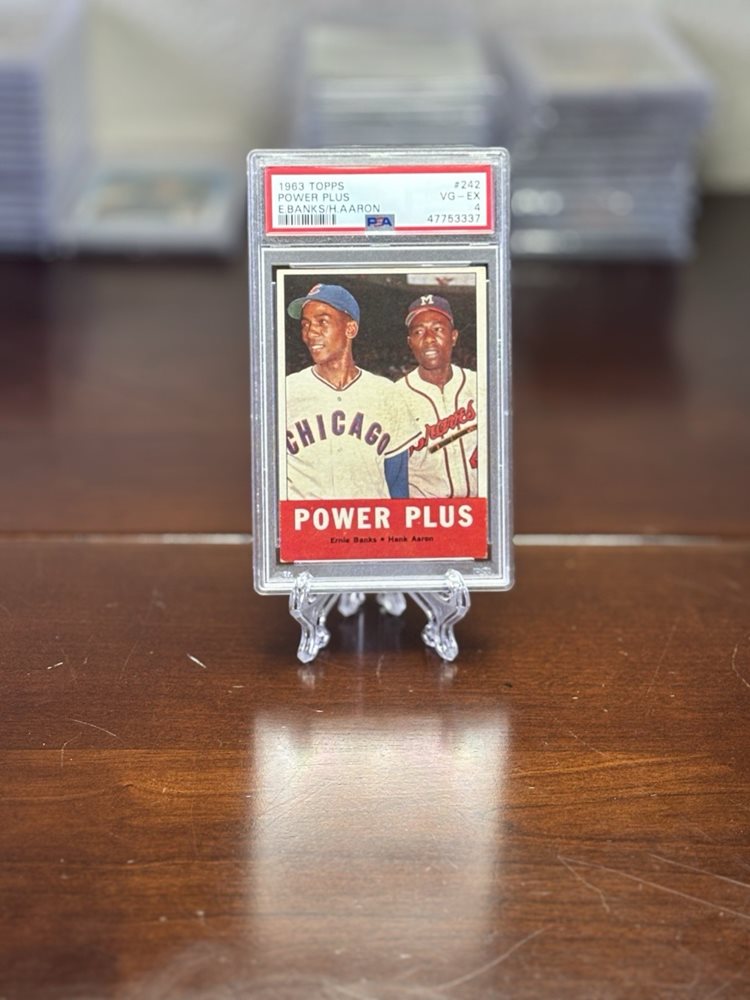 1963 TOPPS #242
POWER PLUS VG-EX
E.BANKS/H.AARON 4
PSA 47753337
M
CHICAGO
Braves
4
POWER PLUS
Ernie Banks • Hank Aaron